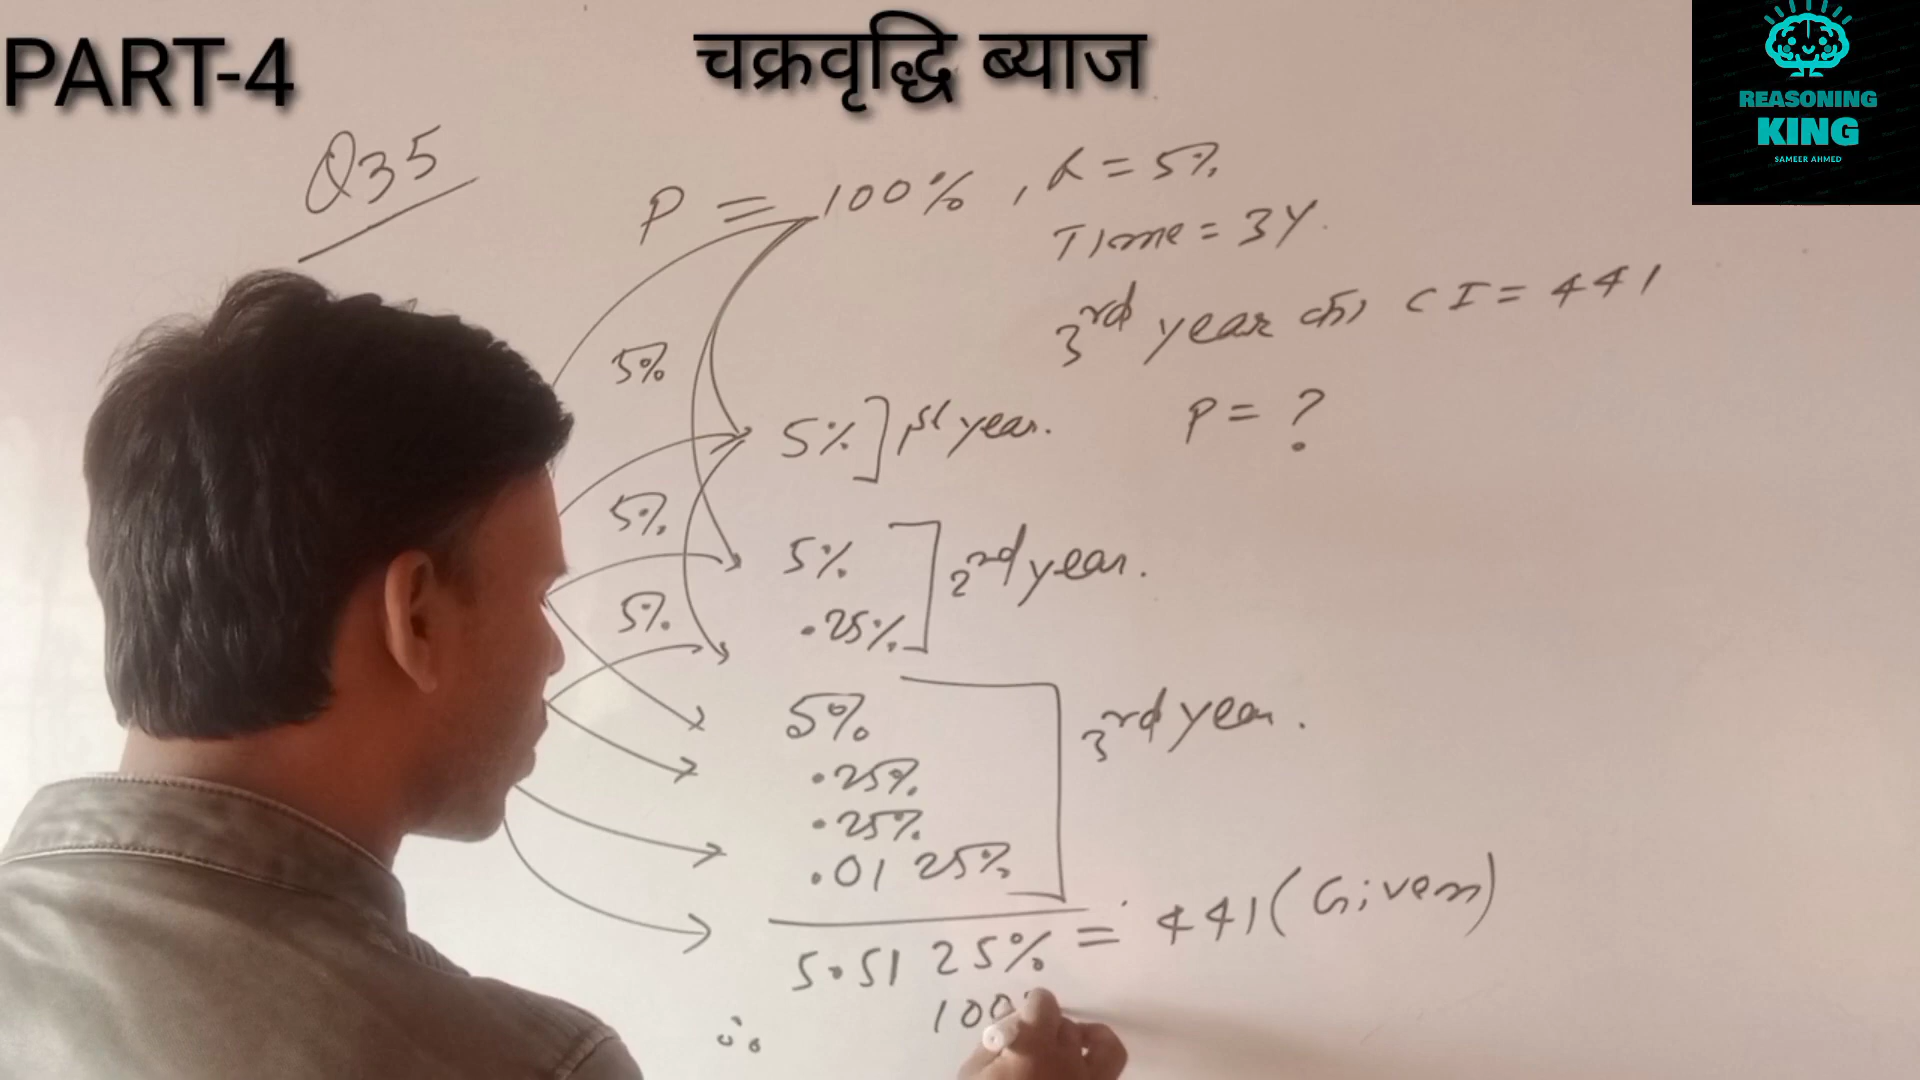 PART-4
चक्रवृद्धि ब्याज
REASONING
KING
SAMEER AHMED
Q35
P = 100%, r = 5%
Time = 3Y.
3rd year का CI = 441
P = ?
5%
5%] 1st year.
5%
5%
.25% ] 2nd year.
5%
5%
.25%
.25%
.0125%
3rd year.
5.5125% = 441 (Given)
∴ 100